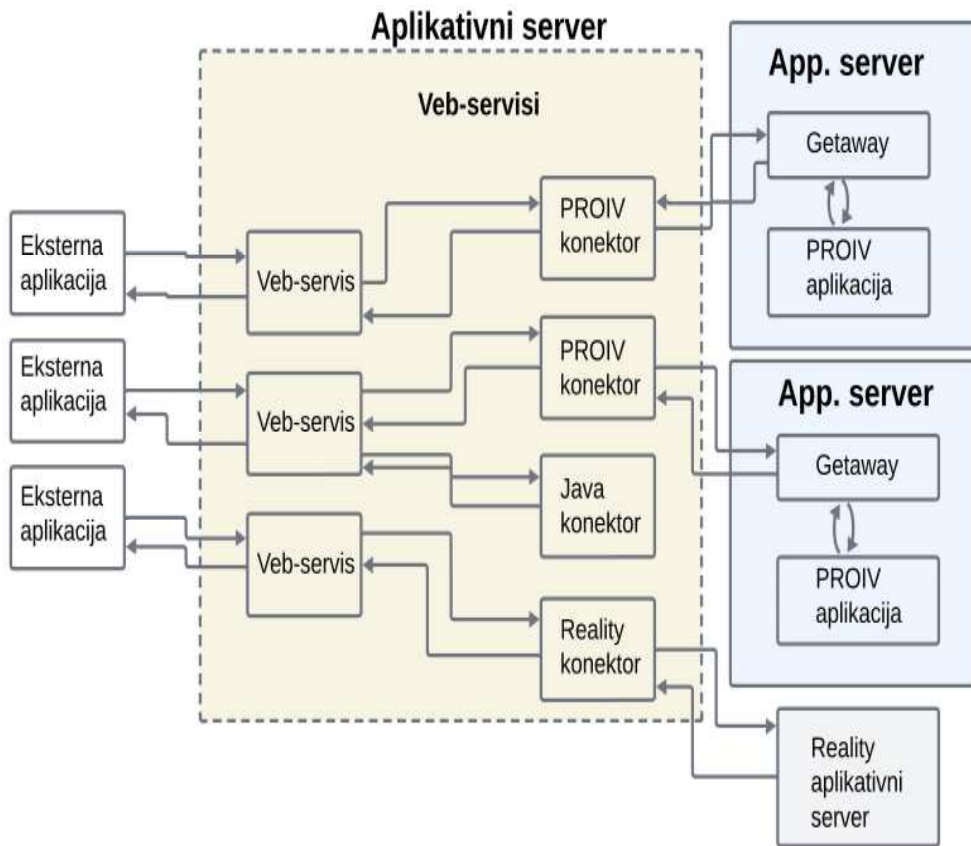 Aplikativni server
Veb-servisi
Eksterna
aplikacija
Eksterna
aplikacija
Eksterna
aplikacija
Veb-servis
Veb-servis
Veb-servis
PROIV
konektor
PROIV
konektor
Java
konektor
Reality
konektor
App. server
Getaway
PROIV
aplikacija
App. server
Getaway
PROIV
aplikacija
Reality
aplikativni
server